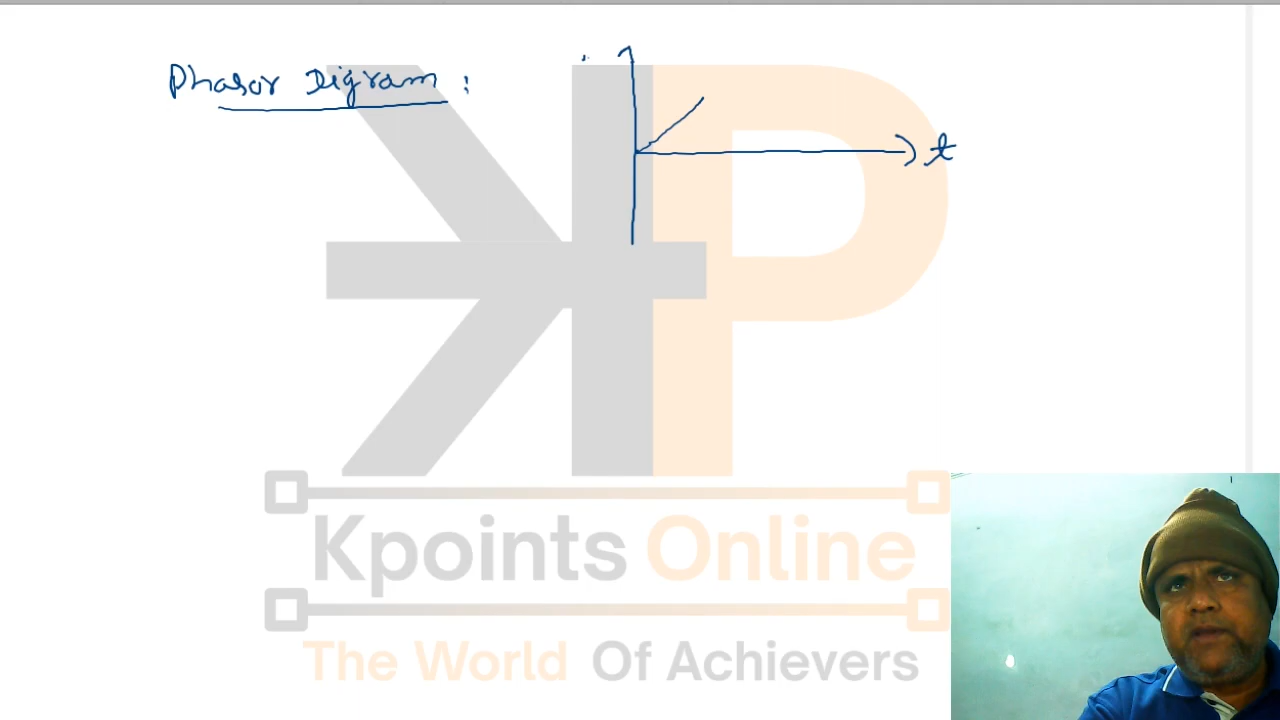 Phasor Digram :
t
Kpoints Online
The World Of Achievers